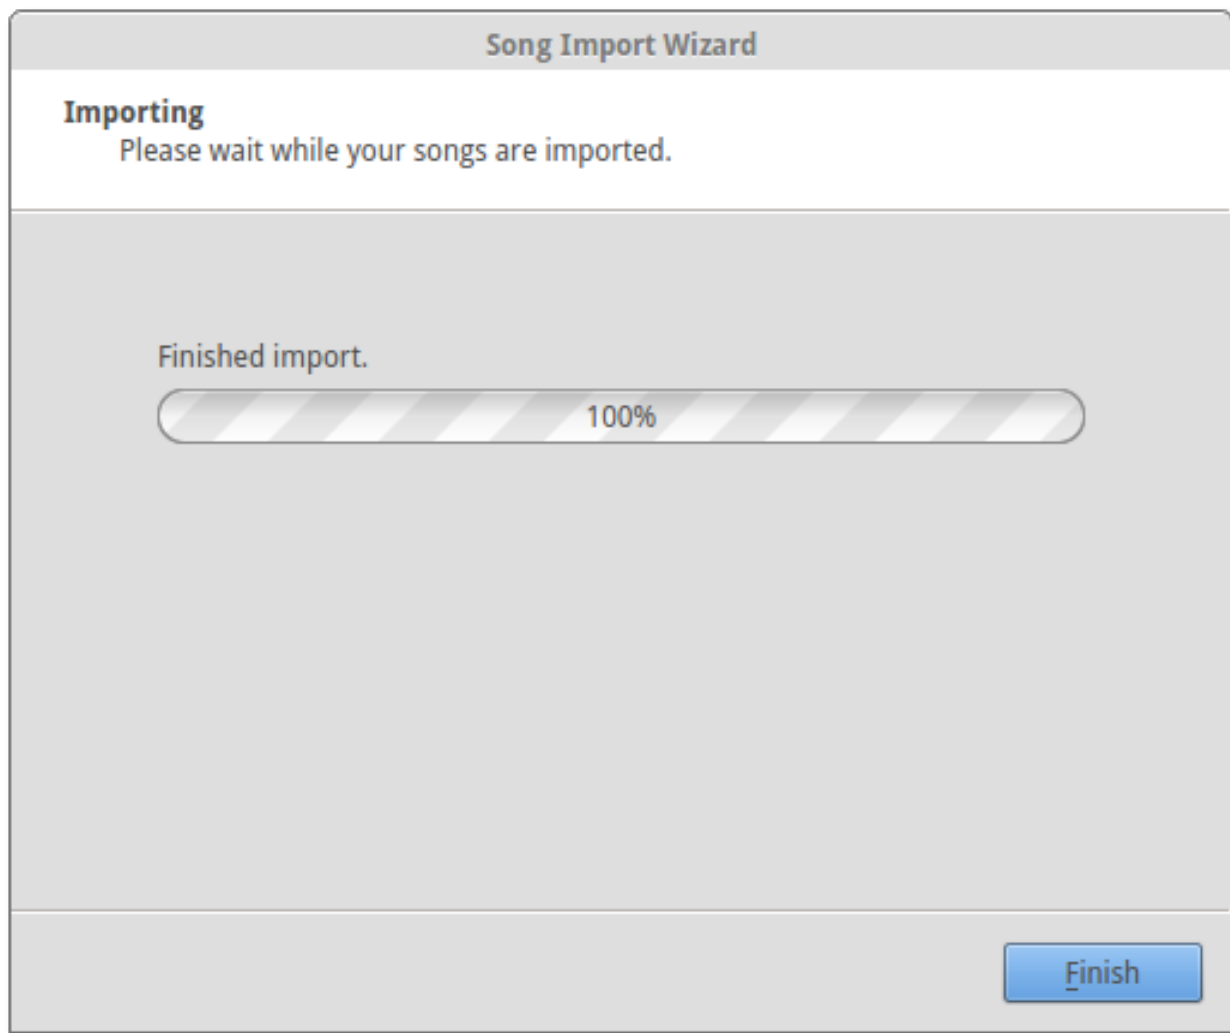 Song Import Wizard
Importing
Please wait while your songs are imported.
Finished import.
100%
Finish